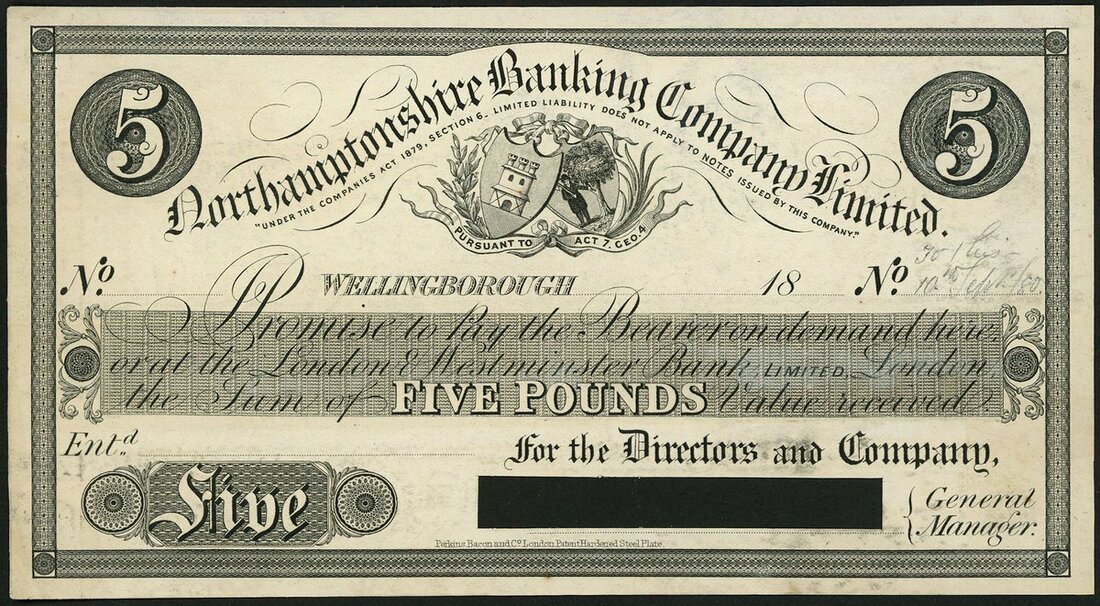 5
5
Northamptonshire Banking Company Limited.
"UNDER THE COMPANIES ACT 1879, SECTION 6. LIMITED LIABILITY DOES NOT APPLY TO NOTES ISSUED BY THIS COMPANY."
PURSUANT TO ACT 7. GEO. 4
No WELLINGBOROUGH 18 No
I Promise to Pay the Bearer on demand here,
or at the London & Westminster Bank, LIMITED, London,
the Sum of FIVE POUNDS Value received.
Ent.d
For the Directors and Company,
Five
General
Manager.
Perkins, Bacon and Co. London Patent Hardened Steel Plate.